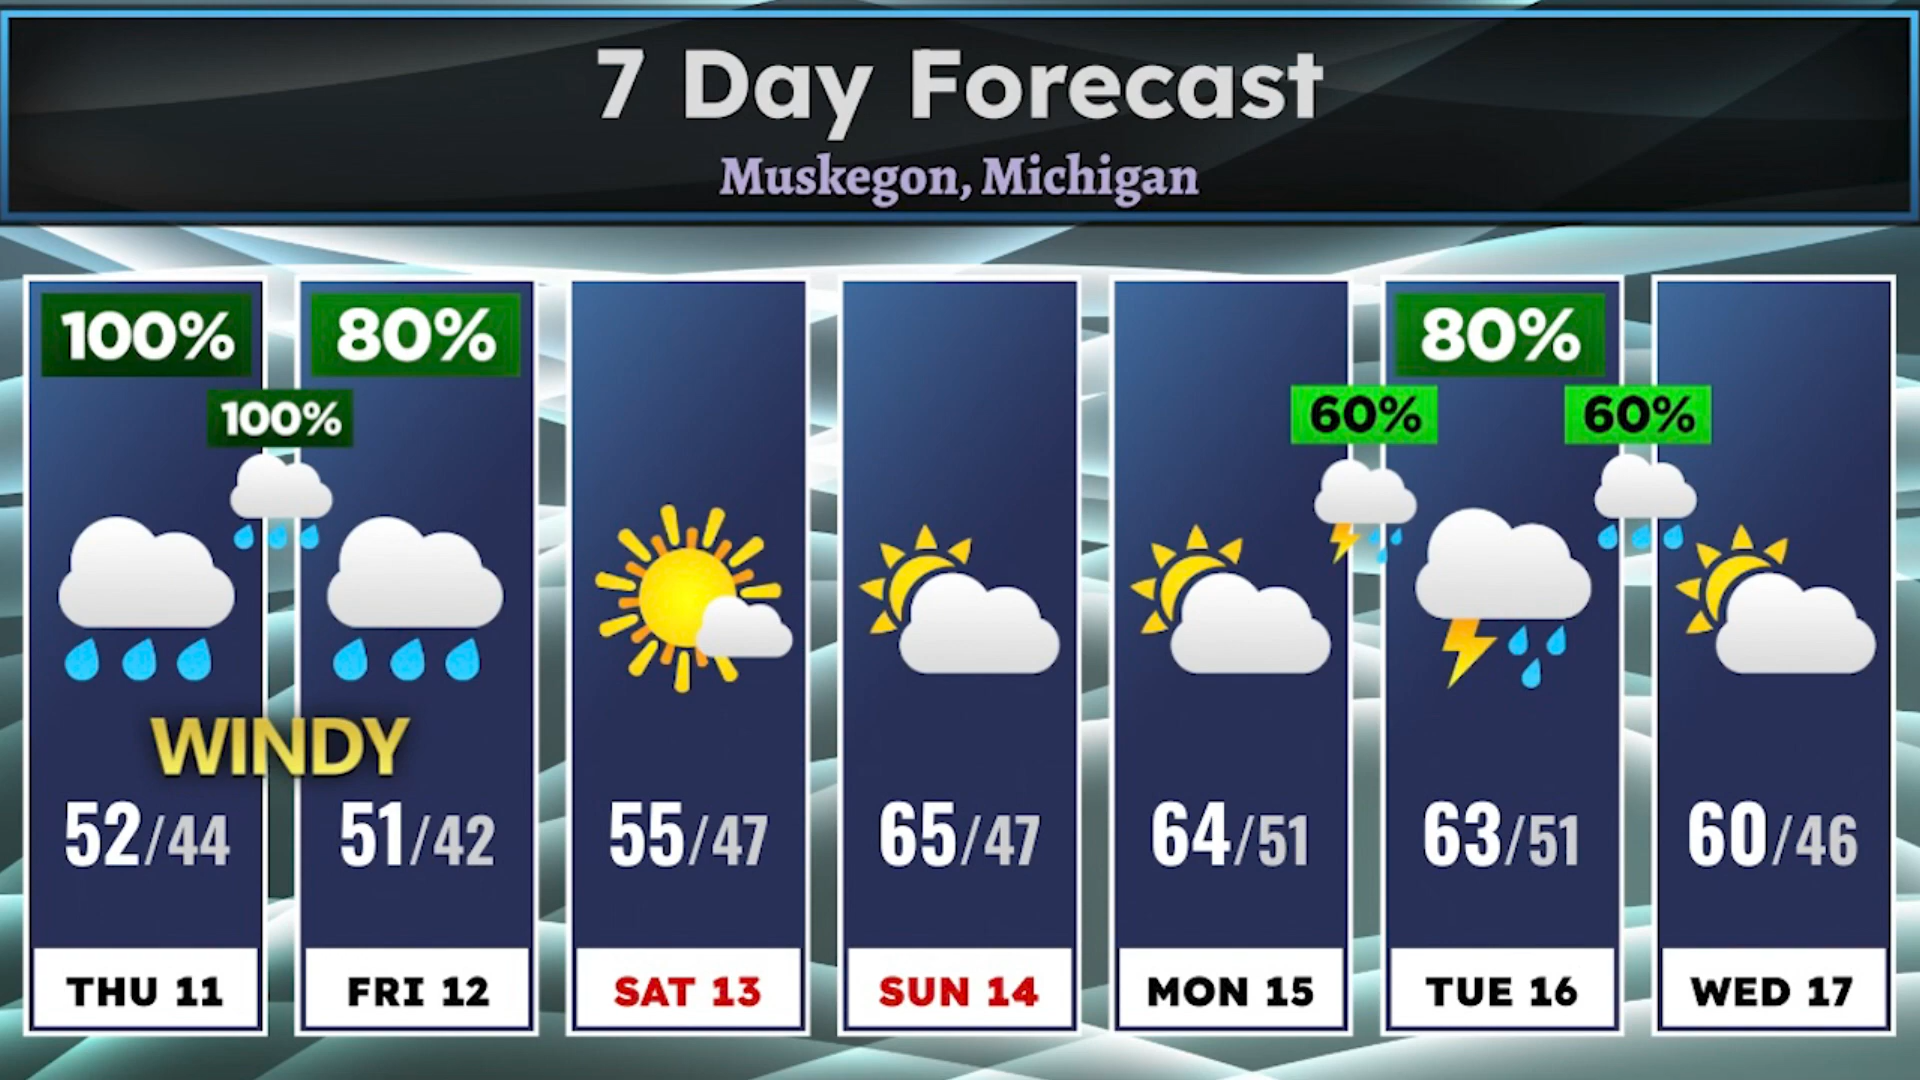 7 Day Forecast
Muskegon, Michigan
100% 80% 80%
100% 60% 60%
WINDY
52/44 51/42 55/47 65/47 64/51 63/51 60/46
THU 11 FRI 12 SAT 13 SUN 14 MON 15 TUE 16 WED 17